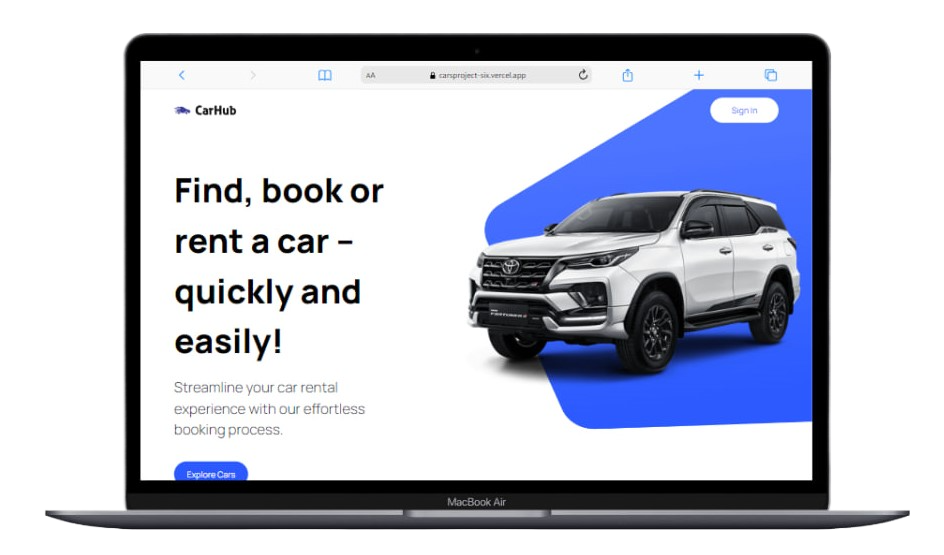 AA
carsproject-six.vercel.app
CarHub
Sign In
Find, book or
rent a car –
quickly and
easily!
Streamline your car rental
experience with our effortless
booking process.
Explore Cars
MacBook Air